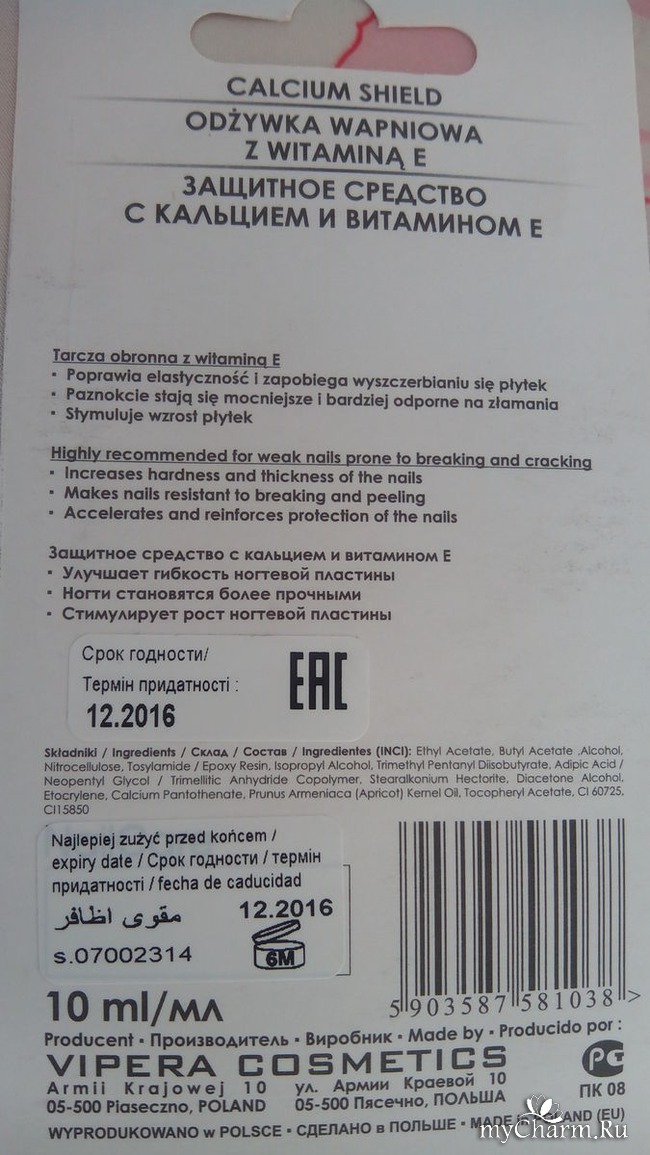 CALCIUM SHIELD
ODŻYWKA WAPNIOWA
Z WITAMINĄ E
ЗАЩИТНОЕ СРЕДСТВО
С КАЛЬЦИЕМ И ВИТАМИНОМ Е
Tarcza obronna z witaminą E
· Poprawia elastyczność i zapobiega wyszczerbianiu się płytek
· Paznokcie stają się mocniejsze i bardziej odporne na złamania
· Stymuluje wzrost płytek
Highly recommended for weak nails prone to breaking and cracking
· Increases hardness and thickness of the nails
· Makes nails resistant to breaking and peeling
· Accelerates and reinforces protection of the nails
Защитное средство с кальцием и витамином Е
· Улучшает гибкость ногтевой пластины
· Ногти становятся более прочными
· Стимулирует рост ногтевой пластины
Срок годности/
Термін придатності :
12.2016
EAC
Składniki / Ingredients / Склад / Состав / Ingredientes (INCI): Ethyl Acetate, Butyl Acetate ,Alcohol,
Nitrocellulose, Tosylamide / Epoxy Resin, Isopropyl Alcohol, Trimethyl Pentanyl Diisobutyrate, Adipic Acid /
Neopentyl Glycol / Trimellitic Anhydride Copolymer, Stearalkonium Hectorite, Diacetone Alcohol,
Etocrylene, Calcium Pantothenate, Prunus Armeniaca (Apricot) Kernel Oil, Tocopheryl Acetate, CI 60725,
CI15850
Najlepiej zużyć przed końcem /
expiry date / Срок годности / термін
придатності / fecha de caducidad
مقوى اظافر 12.2016
s.07002314 6M
5 903587 581038 >
10 ml/мл
Producent · Производитель · Виробник · Made by · Producido por :
VIPERA COSMETICS
Armii Krajowej 10 ул. Армии Краевой 10
05-500 Piaseczno, POLAND 05-500 Пясечно, ПОЛЬША
РС
ПК 08
WYPRODUKOWANO w POLSCE · СДЕЛАНО в ПОЛЬШЕ · MADE in POLAND (EU)
myCharm.Ru